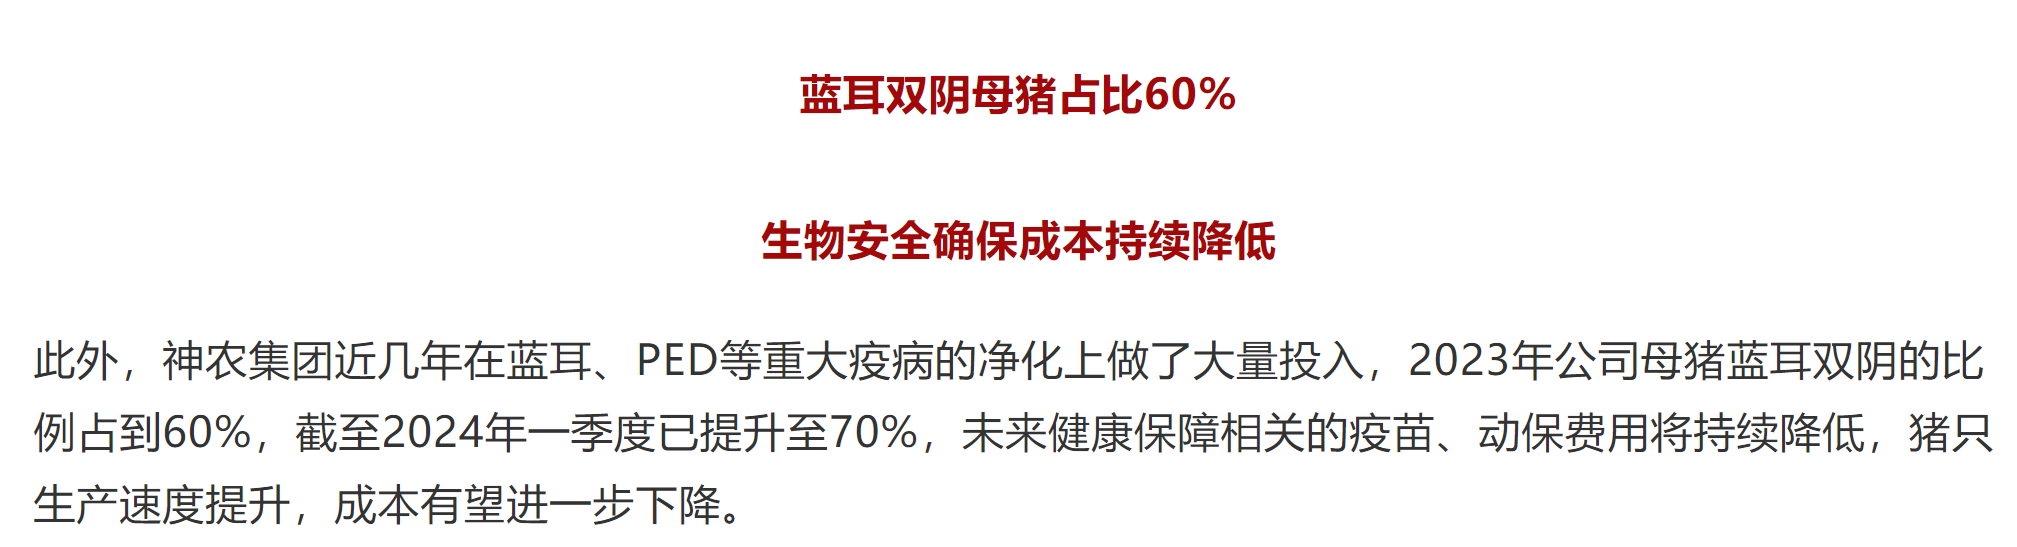 蓝耳双阴母猪占比60%
生物安全确保成本持续降低
此外，神农集团近几年在蓝耳、PED等重大疫病的净化上做了大量投入，2023年公司母猪蓝耳双阴的比
例占到60%，截至2024年一季度已提升至70%，未来健康保障相关的疫苗、动保费用将持续降低，猪只
生产速度提升，成本有望进一步下降。